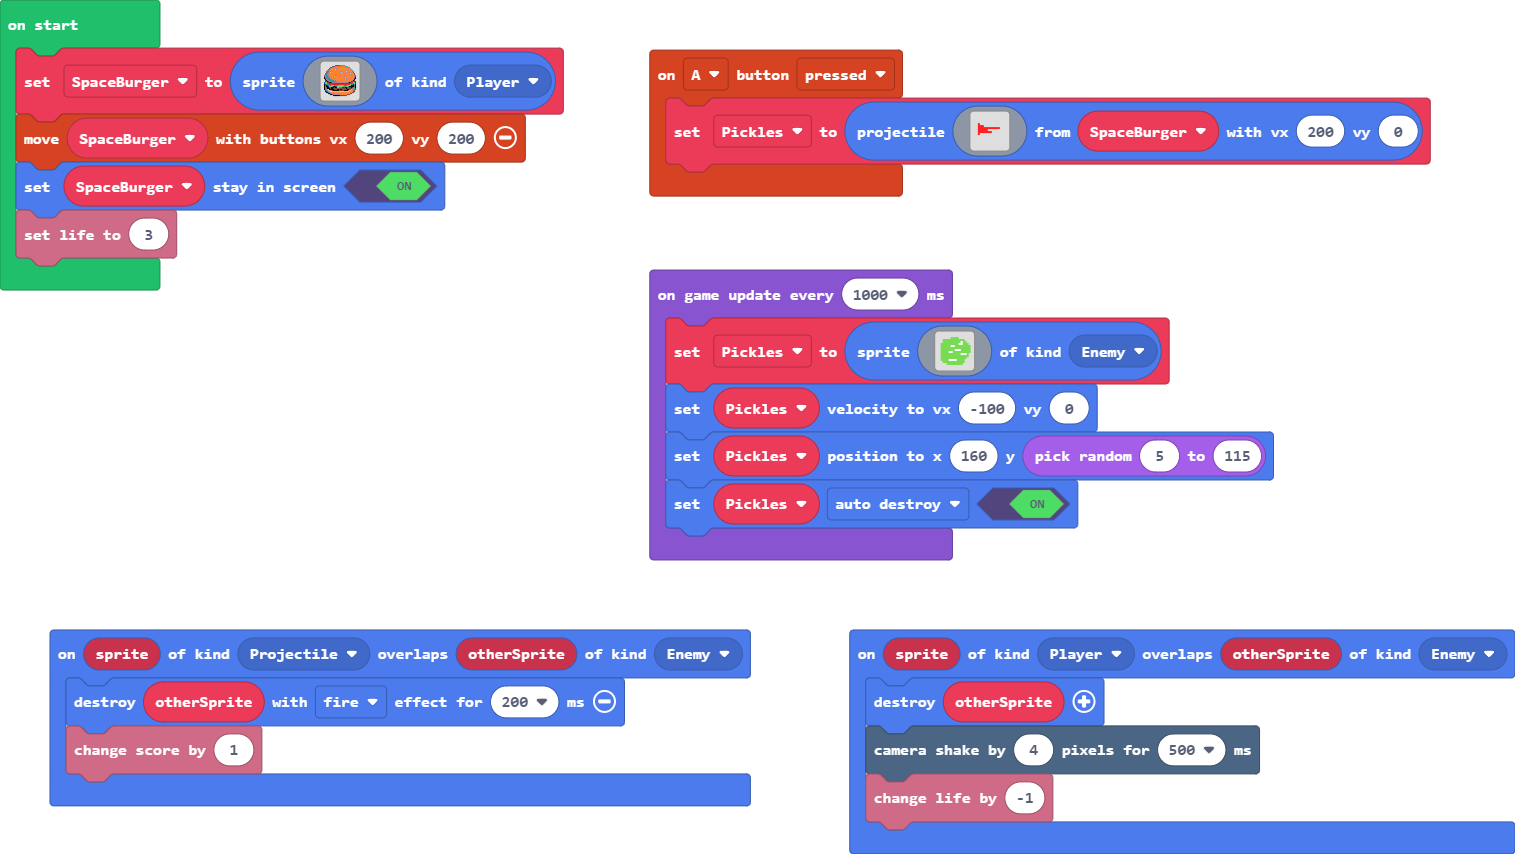 on start
set SpaceBurger to sprite of kind Player
move SpaceBurger with buttons vx 200 vy 200
set SpaceBurger stay in screen ON
set life to 3
on A button pressed
set Pickles to projectile from SpaceBurger with vx 200 vy 0
on game update every 1000 ms
set Pickles to sprite of kind Enemy
set Pickles velocity to vx -100 vy 0
set Pickles position to x 160 y pick random 5 to 115
set Pickles auto destroy ON
on sprite of kind Projectile overlaps otherSprite of kind Enemy
destroy otherSprite with fire effect for 200 ms
change score by 1
on sprite of kind Player overlaps otherSprite of kind Enemy
destroy otherSprite
camera shake by 4 pixels for 500 ms
change life by -1